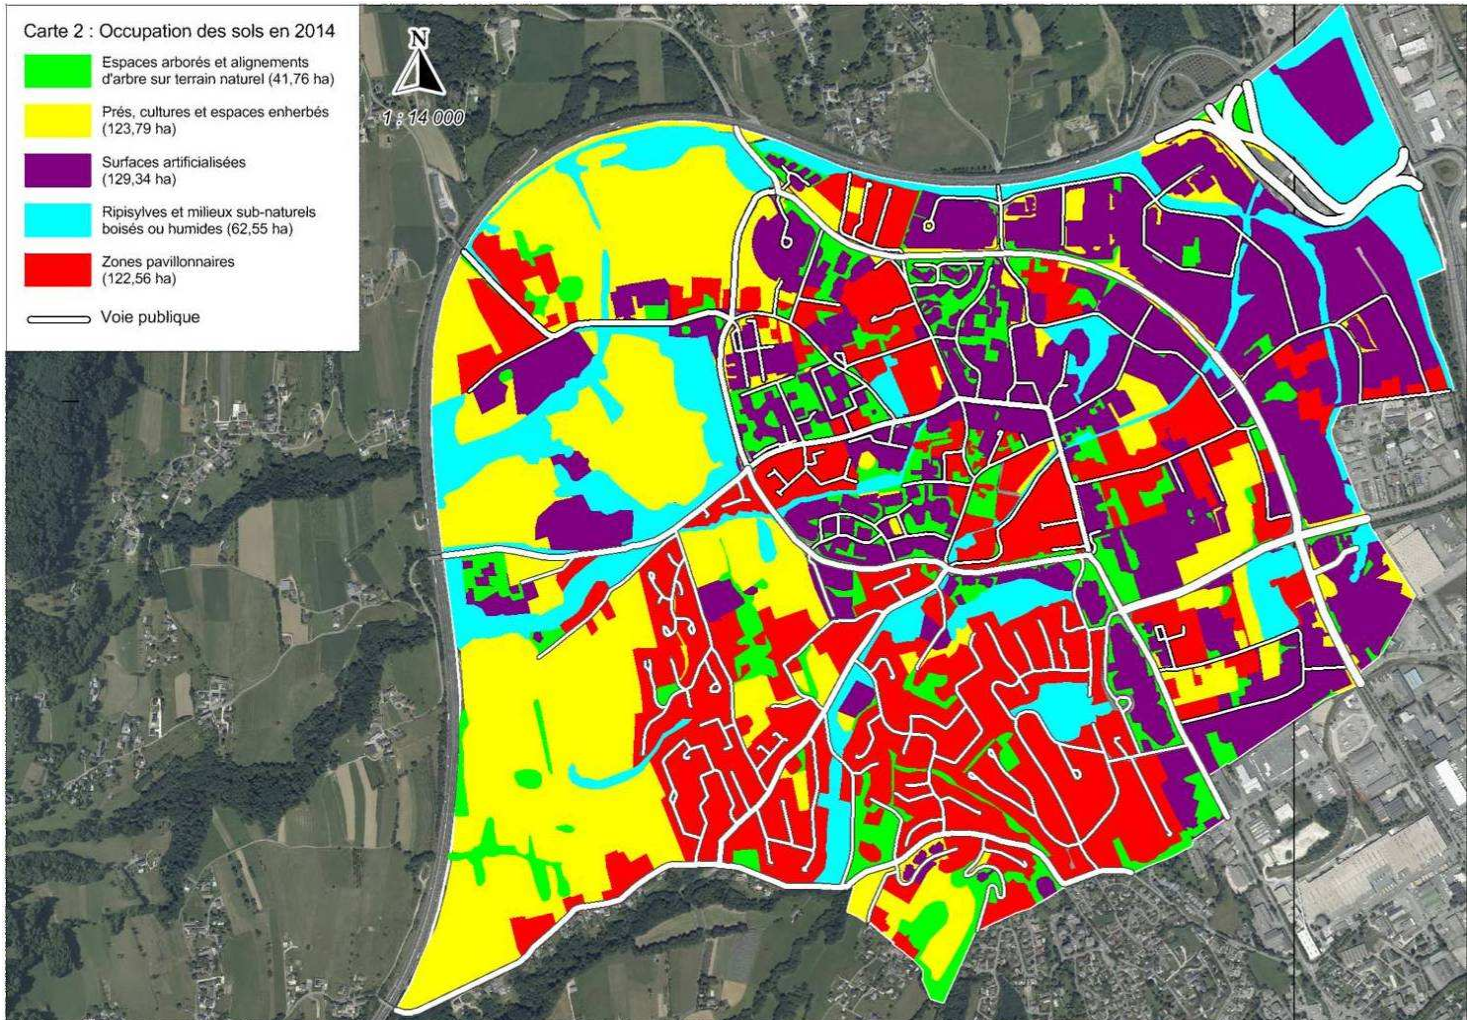 Carte 2 : Occupation des sols en 2014
Espaces arborés et alignements
d'arbre sur terrain naturel (41,76 ha)
Prés, cultures et espaces enherbés
(123,79 ha)
Surfaces artificialisées
(129,34 ha)
Ripisylves et milieux sub-naturels
boisés ou humides (62,55 ha)
Zones pavillonnaires
(122,56 ha)
Voie publique
N
1 : 14 000